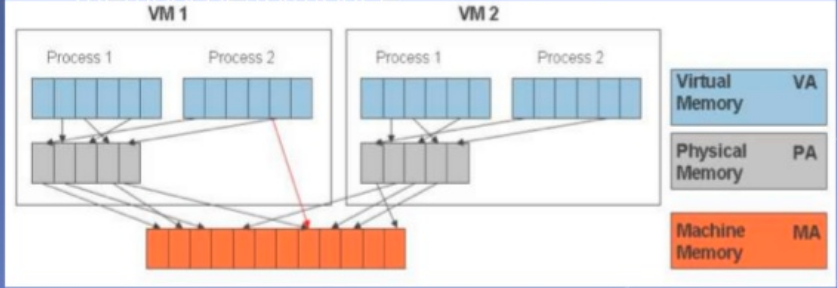 VM 1
VM 2
Process 1
Process 2
Process 1
Process 2
Virtual VA
Memory
Physical PA
Memory
Machine MA
Memory